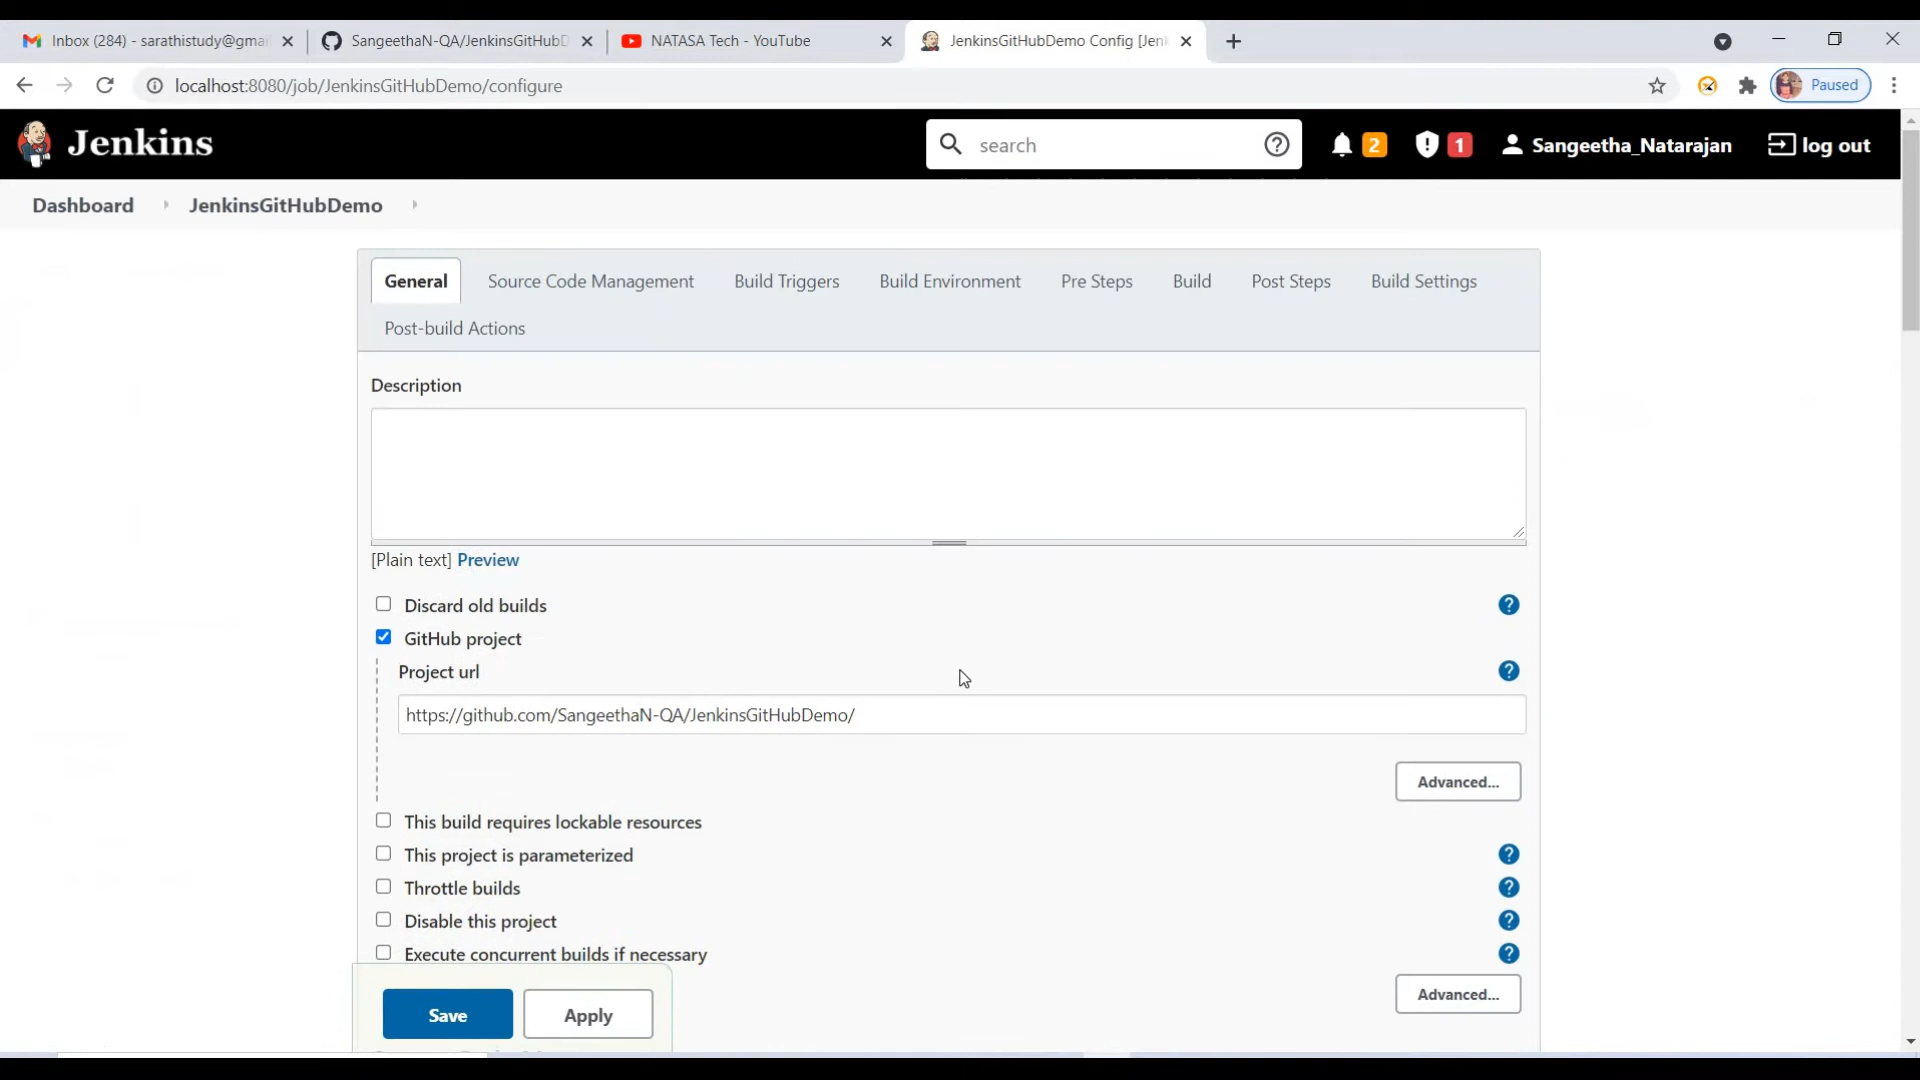 Inbox (284) - sarathistudy@gma
SangeethaN-QA/JenkinsGitHubD
NATASA Tech - YouTube
JenkinsGitHubDemo Config [Jenk
localhost:8080/job/JenkinsGitHubDemo/configure
Paused
Jenkins
search
2
1
Sangeetha_Natarajan
log out
Dashboard
JenkinsGitHubDemo
General
Source Code Management
Build Triggers
Build Environment
Pre Steps
Build
Post Steps
Build Settings
Post-build Actions
Description
[Plain text] Preview
Discard old builds
GitHub project
Project url
https://github.com/SangeethaN-QA/JenkinsGitHubDemo/
Advanced...
This build requires lockable resources
This project is parameterized
Throttle builds
Disable this project
Execute concurrent builds if necessary
Advanced...
Save
Apply